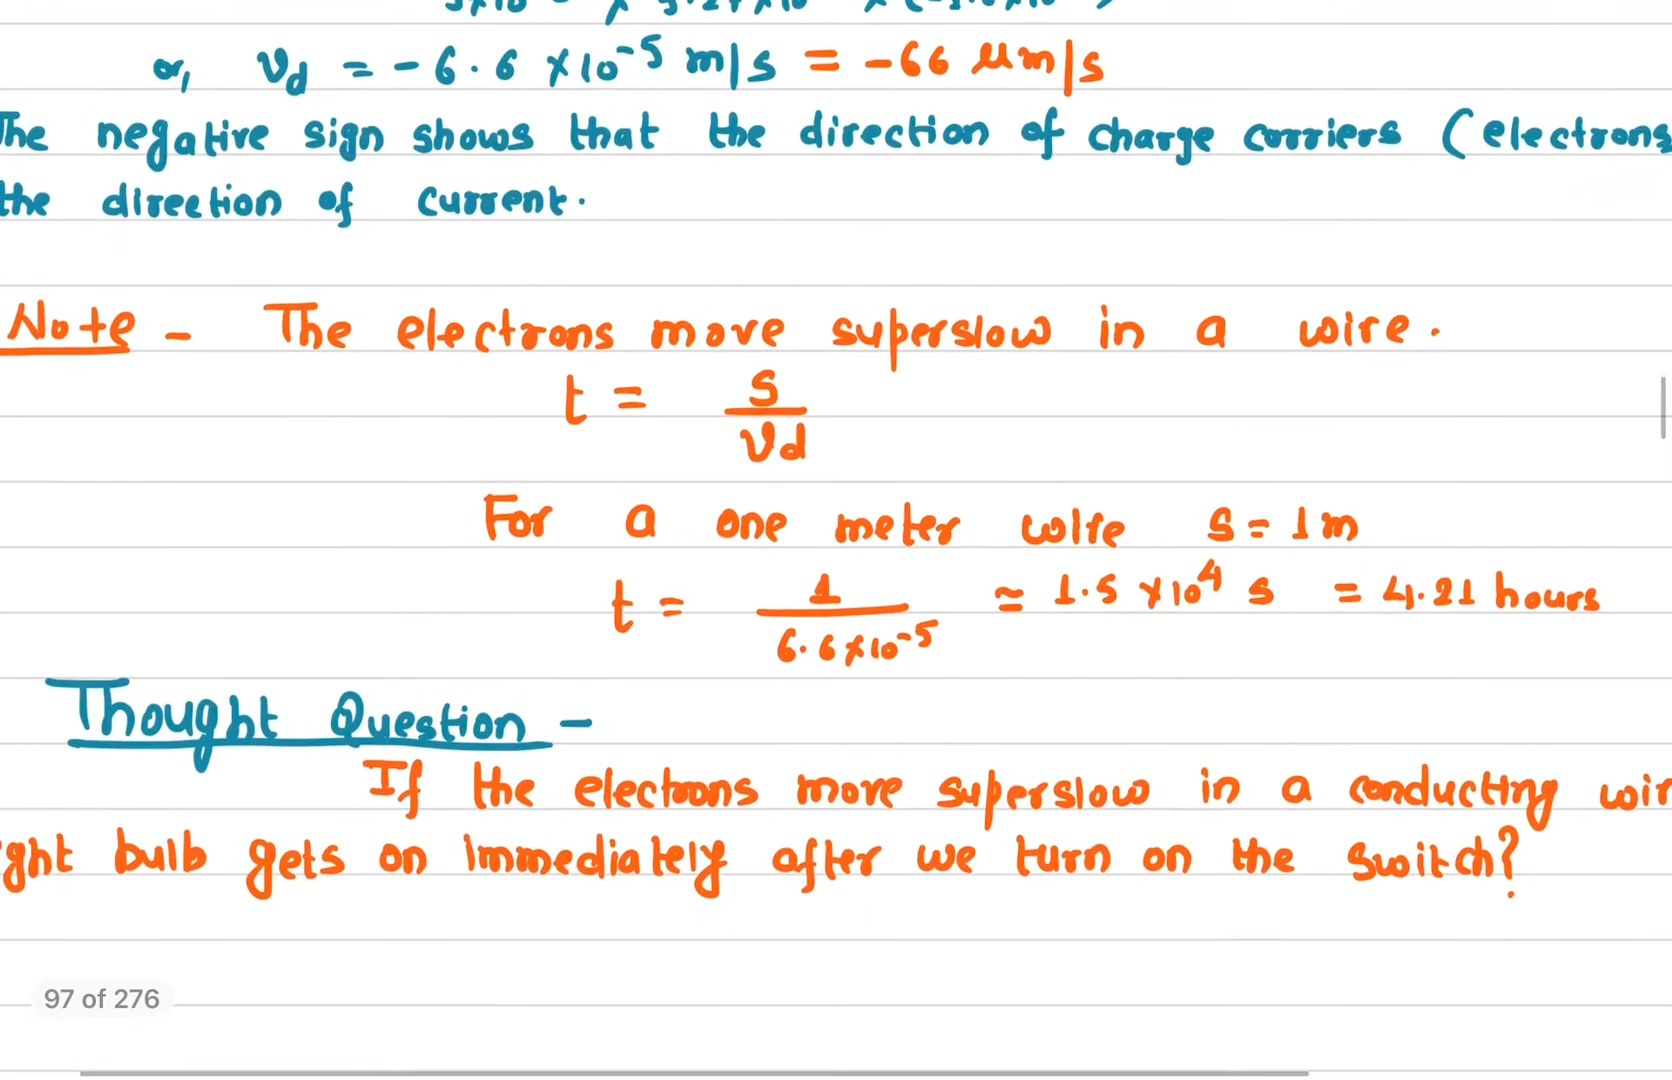 or, vd = -6.6 ×10⁻⁵ m/s = -66 μm/s
The negative sign shows that the direction of charge carriers (electrons
the direction of current.
Note - The electrons move superslow in a wire.
t = s/vd
For a one meter wire s = 1m
t = 1/6.6×10⁻⁵ ≈ 1.5 ×10⁴ s = 4.21 hours
Thought Question -
If the electrons move superslow in a conducting wir
ght bulb gets on immediately after we turn on the switch?
97 of 276